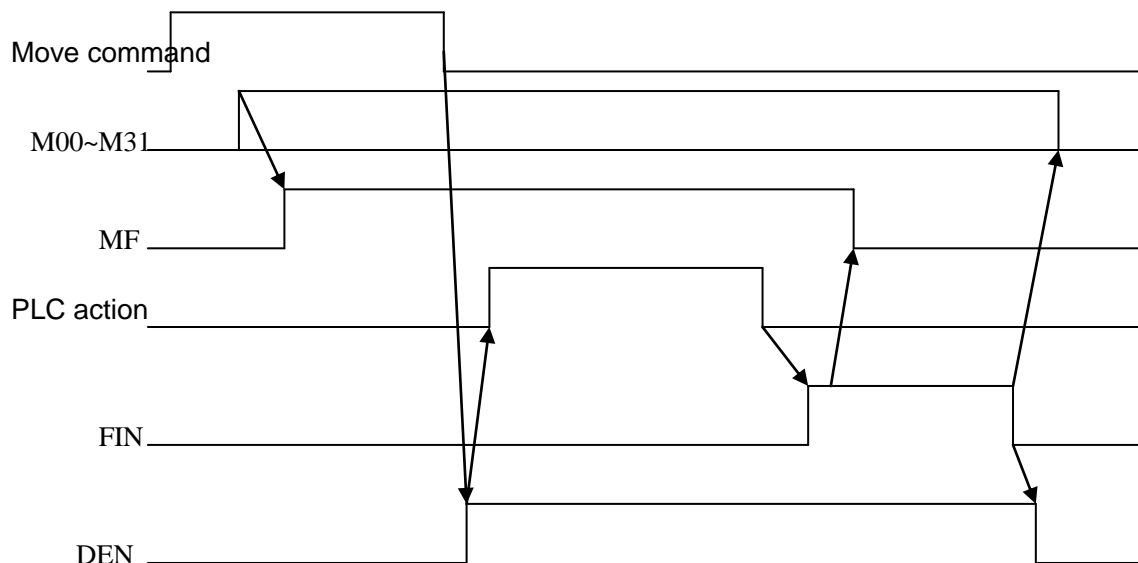 Move command
M00~M31
MF
PLC action
FIN
DEN